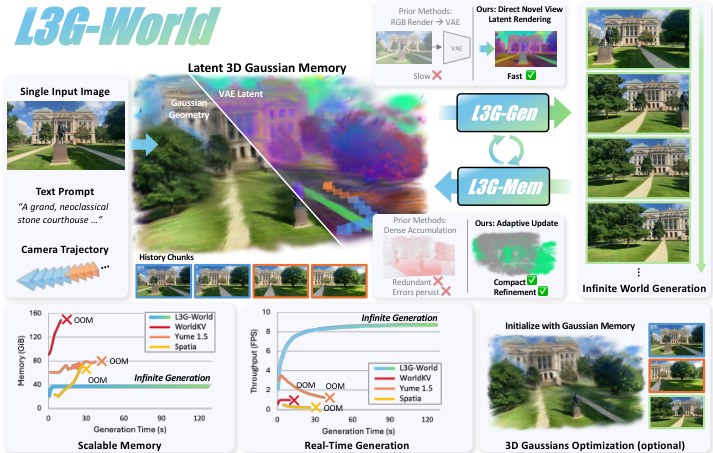 L3G-World
Single Input Image
Text Prompt
"A grand, neoclassical
stone courthouse ..."
Camera Trajectory
...
Latent 3D Gaussian Memory
Gaussian
Geometry
VAE Latent
History Chunks
Prior Methods:
RGB Render → VAE
VAE
Slow
Ours: Direct Novel View
Latent Rendering
Fast
L3G-Gen
L3G-Mem
Prior Methods:
Dense Accumulation
Redundant
Errors persist
Ours: Adaptive Update
Compact
Refinement
Infinite World Generation
160
120
80
40
0
Memory (GiB)
OOM
OOM
OOM
L3G-World
WorldKV
Yume 1.5
Spatia
Infinite Generation
0 30 60 90 120
Generation Time (s)
Scalable Memory
10
8
6
4
2
0
Throughput (FPS)
Infinite Generation
L3G-World
WorldKV
Yume 1.5
Spatia
OOM
OOM
OOM
0 30 60 90 120
Generation Time (s)
Real-Time Generation
Initialize with Gaussian Memory
3D Gaussians Optimization (optional)